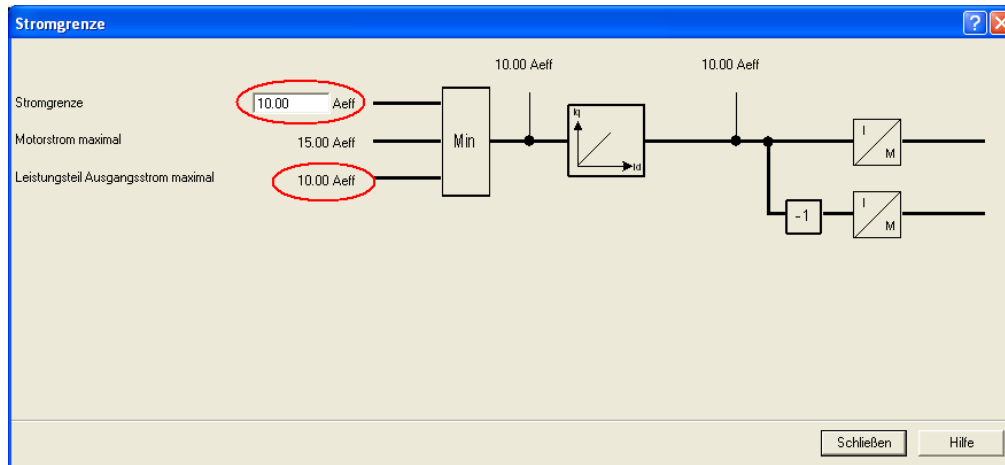 Stromgrenze
10.00 Aeff 10.00 Aeff
Stromgrenze 10.00 Aeff
Motorstrom maximal 15.00 Aeff
Leistungsteil Ausgangsstrom maximal 10.00 Aeff
Min
Iq
Id
I
M
-1
I
M
Schließen Hilfe